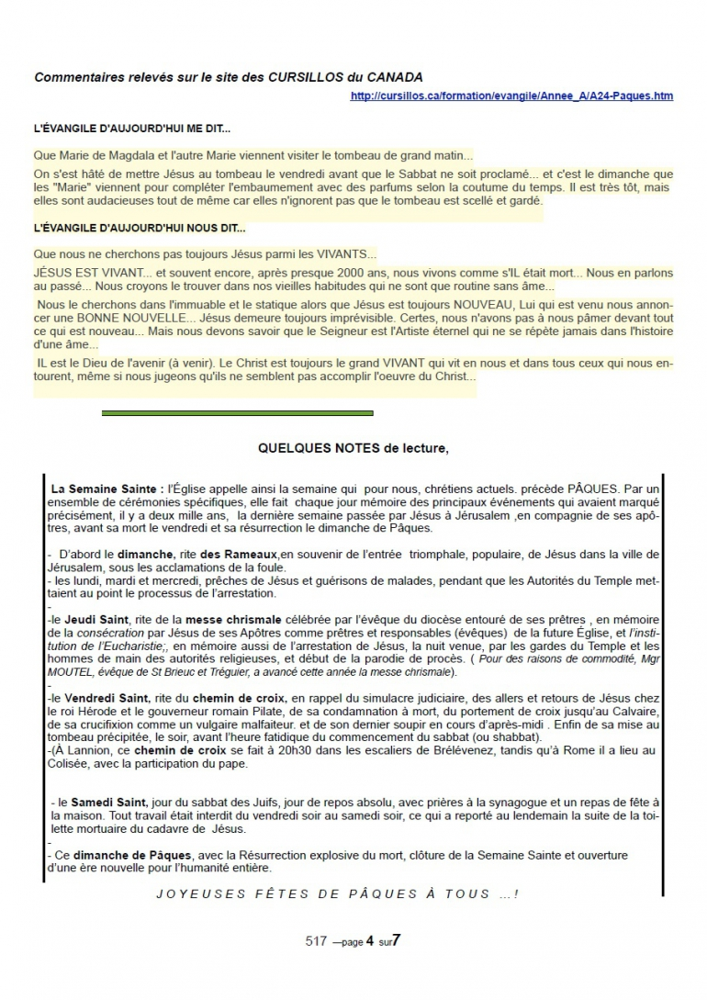 Commentaires relevés sur le site des CURSILLOS du CANADA
http://cursillos.ca/formation/evangile/Annee_A/A24-Paques.htm
L'ÉVANGILE D'AUJOURD'HUI ME DIT...
Que Marie de Magdala et l'autre Marie viennent visiter le tombeau de grand matin...
On s'est hâté de mettre Jésus au tombeau le vendredi avant que le Sabbat ne soit proclamé... et c'est le dimanche que
les "Marie" viennent pour compléter l'embaumement avec des parfums selon la coutume du temps. Il est très tôt, mais
elles sont audacieuses tout de même car elles n'ignorent pas que le tombeau est scellé et gardé.
L'ÉVANGILE D'AUJOURD'HUI NOUS DIT...
Que nous ne cherchons pas toujours Jésus parmi les VIVANTS...
JÉSUS EST VIVANT... et souvent encore, après presque 2000 ans, nous vivons comme s'IL était mort... Nous en parlons
au passé... Nous croyons le trouver dans nos vieilles habitudes qui ne sont que routine sans âme...
Nous le cherchons dans l'immuable et le statique alors que Jésus est toujours NOUVEAU, Lui qui est venu nous annon-
cer une BONNE NOUVELLE... Jésus demeure toujours imprévisible. Certes, nous n'avons pas à nous pâmer devant tout
ce qui est nouveau... Mais nous devons savoir que le Seigneur est l'Artiste éternel qui ne se répète jamais dans l'histoire
d'une âme...
IL est le Dieu de l'avenir (à venir). Le Christ est toujours le grand VIVANT qui vit en nous et dans tous ceux qui nous en-
tourent, même si nous jugeons qu'ils ne semblent pas accomplir l'oeuvre du Christ...
QUELQUES NOTES de lecture,
La Semaine Sainte : l'Église appelle ainsi la semaine qui pour nous, chrétiens actuels. précède PÂQUES. Par un
ensemble de cérémonies spécifiques, elle fait chaque jour mémoire des principaux événements qui avaient marqué
précisément, il y a deux mille ans, la dernière semaine passée par Jésus à Jérusalem ,en compagnie de ses apô-
tres, avant sa mort le vendredi et sa résurrection le dimanche de Pâques.
- D'abord le dimanche, rite des Rameaux,en souvenir de l'entrée triomphale, populaire, de Jésus dans la ville de
Jérusalem, sous les acclamations de la foule.
- les lundi, mardi et mercredi, prêches de Jésus et guérisons de malades, pendant que les Autorités du Temple met-
taient au point le processus de l'arrestation.
-
-le Jeudi Saint, rite de la messe chrismale célébrée par l'évêque du diocèse entouré de ses prêtres , en mémoire
de la consécration par Jésus de ses Apôtres comme prêtres et responsables (évêques) de la future Église, et l'insti-
tution de l'Eucharistie;, en mémoire aussi de l'arrestation de Jésus, la nuit venue, par les gardes du Temple et les
hommes de main des autorités religieuses, et début de la parodie de procès. ( Pour des raisons de commodité, Mgr
MOUTEL, évêque de St Brieuc et Tréguier, a avancé cette année la messe chrismale).
-
-le Vendredi Saint, rite du chemin de croix, en rappel du simulacre judiciaire, des allers et retours de Jésus chez
le roi Hérode et le gouverneur romain Pilate, de sa condamnation à mort, du portement de croix jusqu'au Calvaire,
de sa crucifixion comme un vulgaire malfaiteur. et de son dernier soupir en cours d'après-midi . Enfin de sa mise au
tombeau précipitée, le soir, avant l'heure fatidique du commencement du sabbat (ou shabbat).
-(À Lannion, ce chemin de croix se fait à 20h30 dans les escaliers de Brélévenez, tandis qu'à Rome il a lieu au
Colisée, avec la participation du pape.
- le Samedi Saint, jour du sabbat des Juifs, jour de repos absolu, avec prières à la synagogue et un repas de fête à
la maison. Tout travail était interdit du vendredi soir au samedi soir, ce qui a reporté au lendemain la suite de la toi-
lette mortuaire du cadavre de Jésus.
-
- Ce dimanche de Pâques, avec la Résurrection explosive du mort, clôture de la Semaine Sainte et ouverture
d'une ère nouvelle pour l'humanité entière.
JOYEUSES FÊTES DE PÂQUES À TOUS ...!
517 —page 4 sur 7